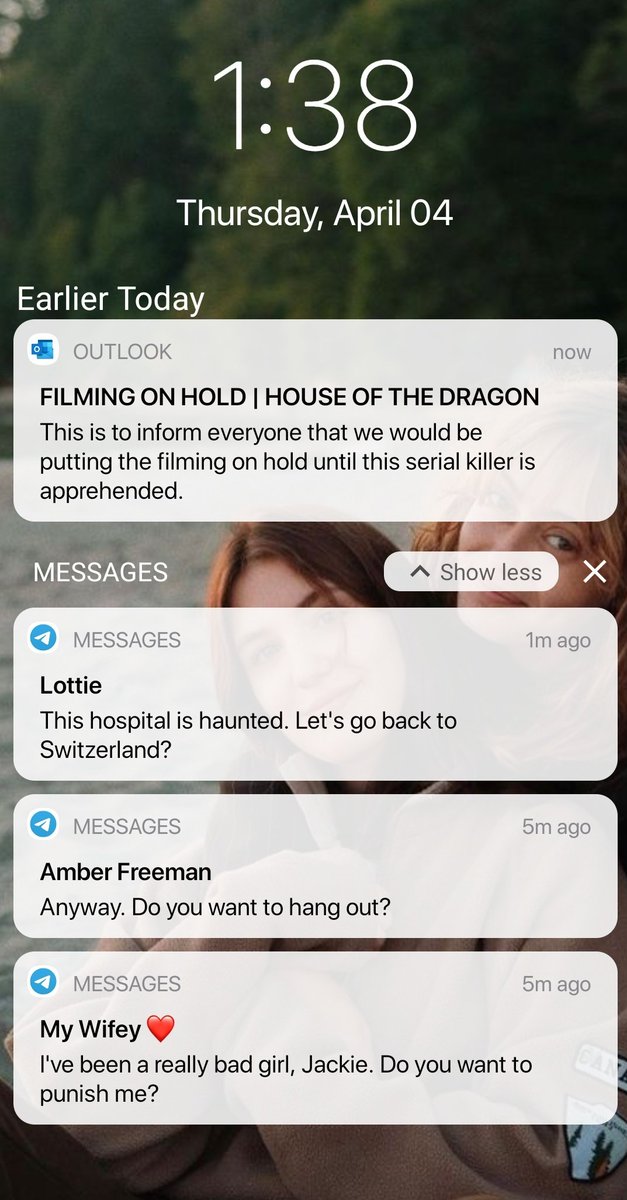 1:38
Thursday, April 04
Earlier Today
OUTLOOK
now
FILMING ON HOLD | HOUSE OF THE DRAGON
This is to inform everyone that we would be
putting the filming on hold until this serial killer is
apprehended.
MESSAGES
Show less
MESSAGES
1m ago
Lottie
This hospital is haunted. Let's go back to
Switzerland?
MESSAGES
5m ago
Amber Freeman
Anyway. Do you want to hang out?
MESSAGES
5m ago
My Wifey ❤️
I've been a really bad girl, Jackie. Do you want to
punish me?